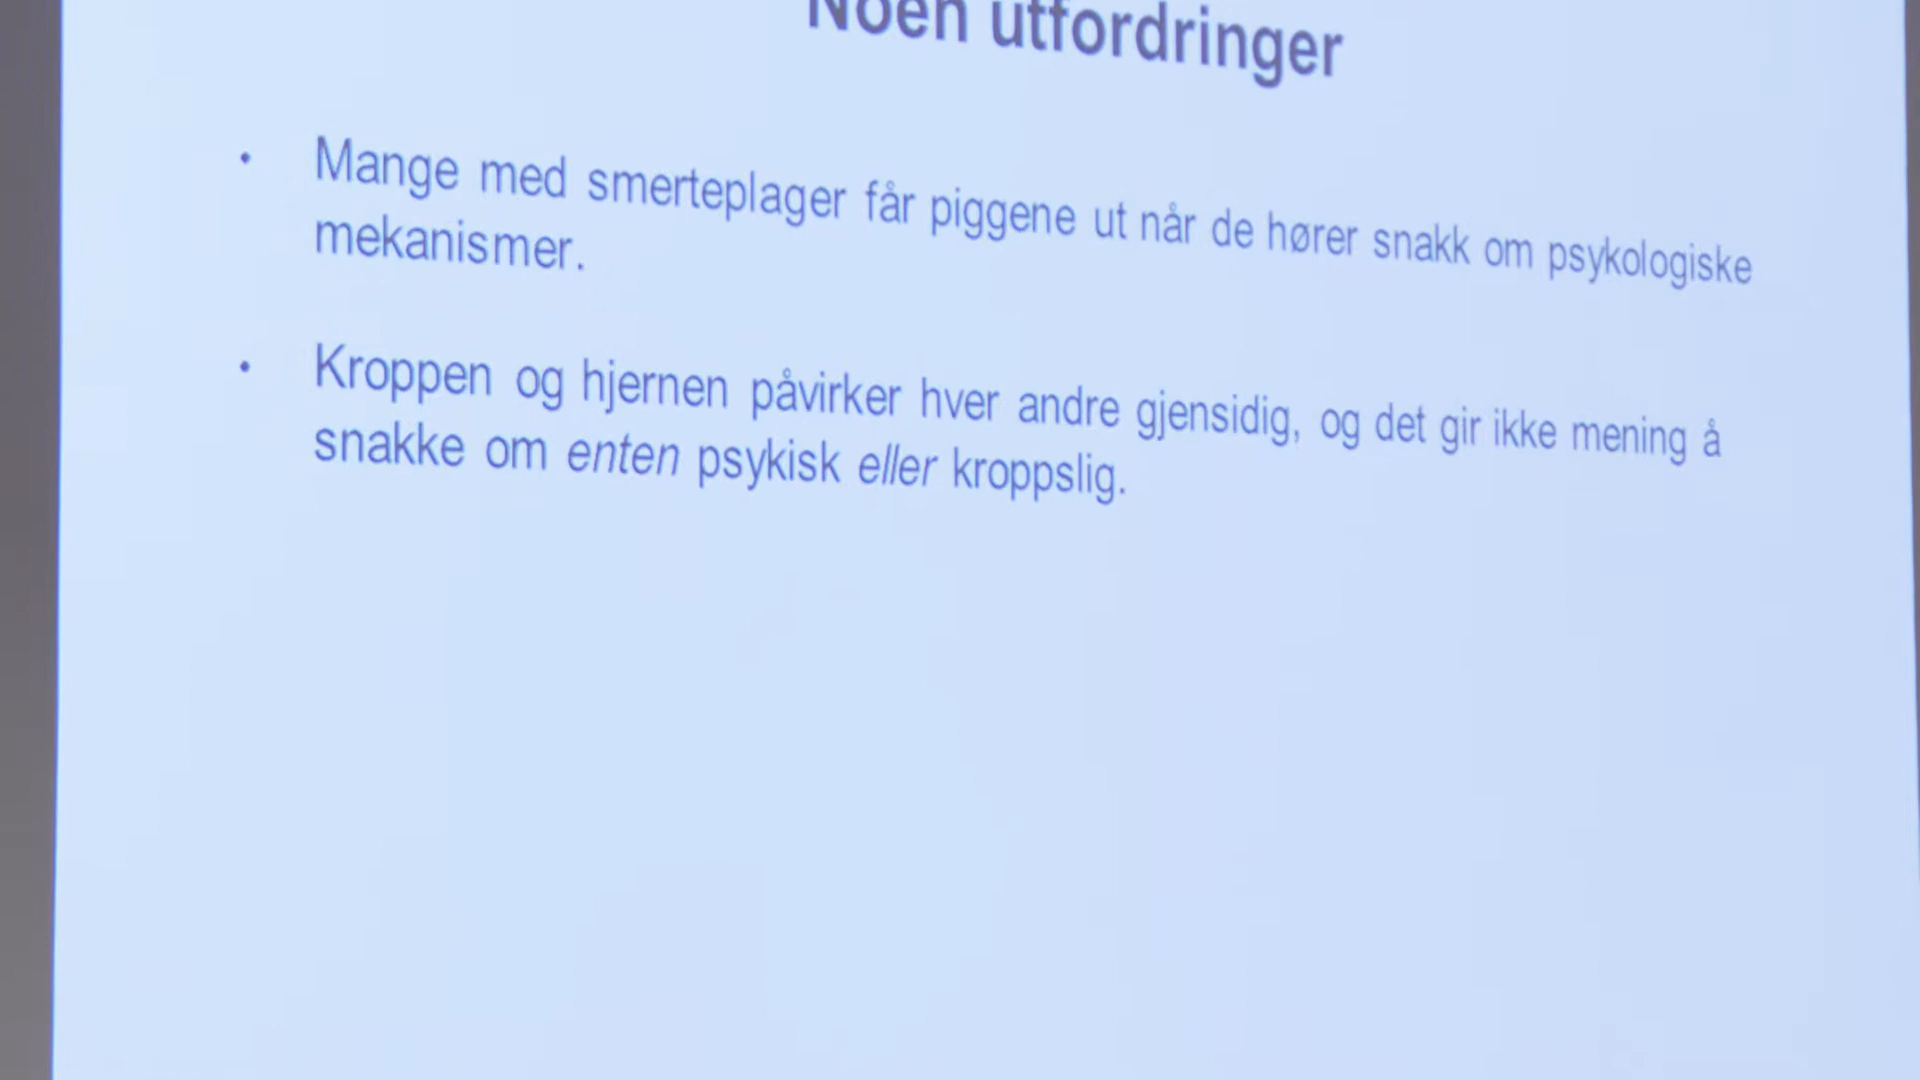 Noen utfordringer
• Mange med smerteplager får piggene ut når de hører snakk om psykologiske
mekanismer.
• Kroppen og hjernen påvirker hver andre gjensidig, og det gir ikke mening å
snakke om enten psykisk eller kroppslig.